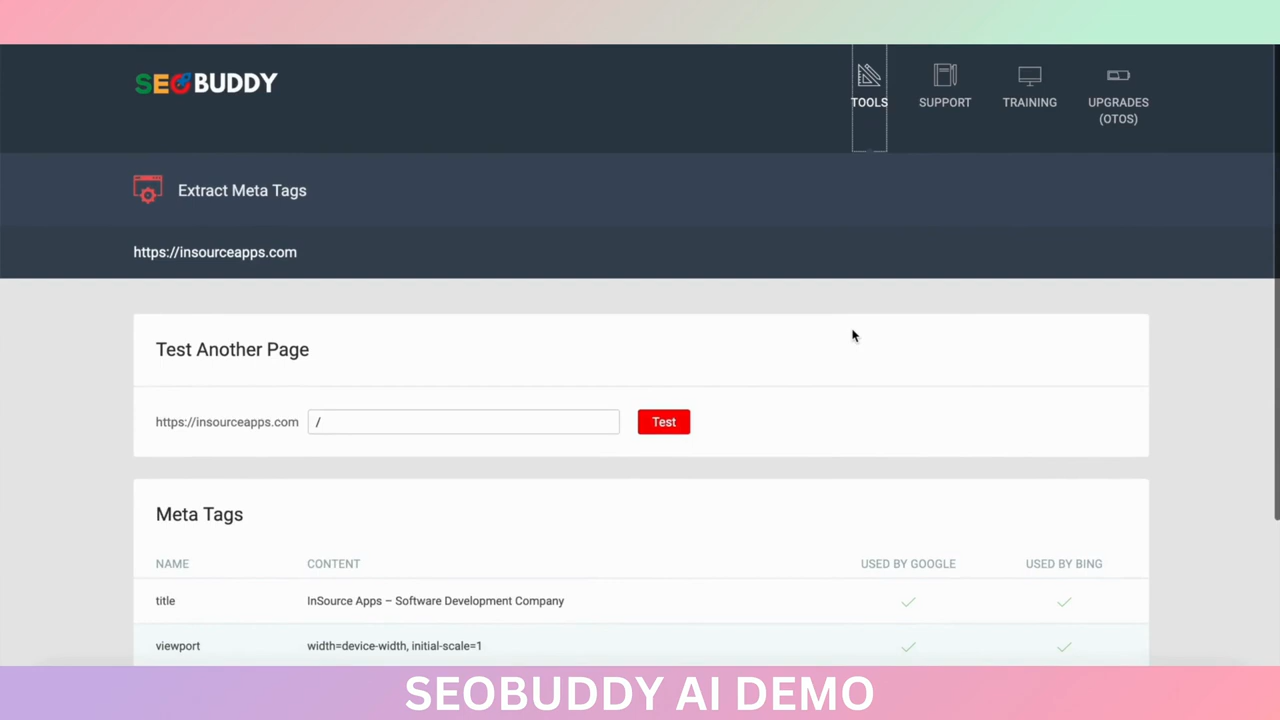 SEOBUDDY
TOOLS
SUPPORT
TRAINING
UPGRADES
(OTOS)
Extract Meta Tags
https://insourceapps.com
Test Another Page
https://insourceapps.com / Test
Meta Tags
NAME CONTENT USED BY GOOGLE USED BY BING
title InSource Apps – Software Development Company
viewport width=device-width, initial-scale=1
SEOBUDDY AI DEMO